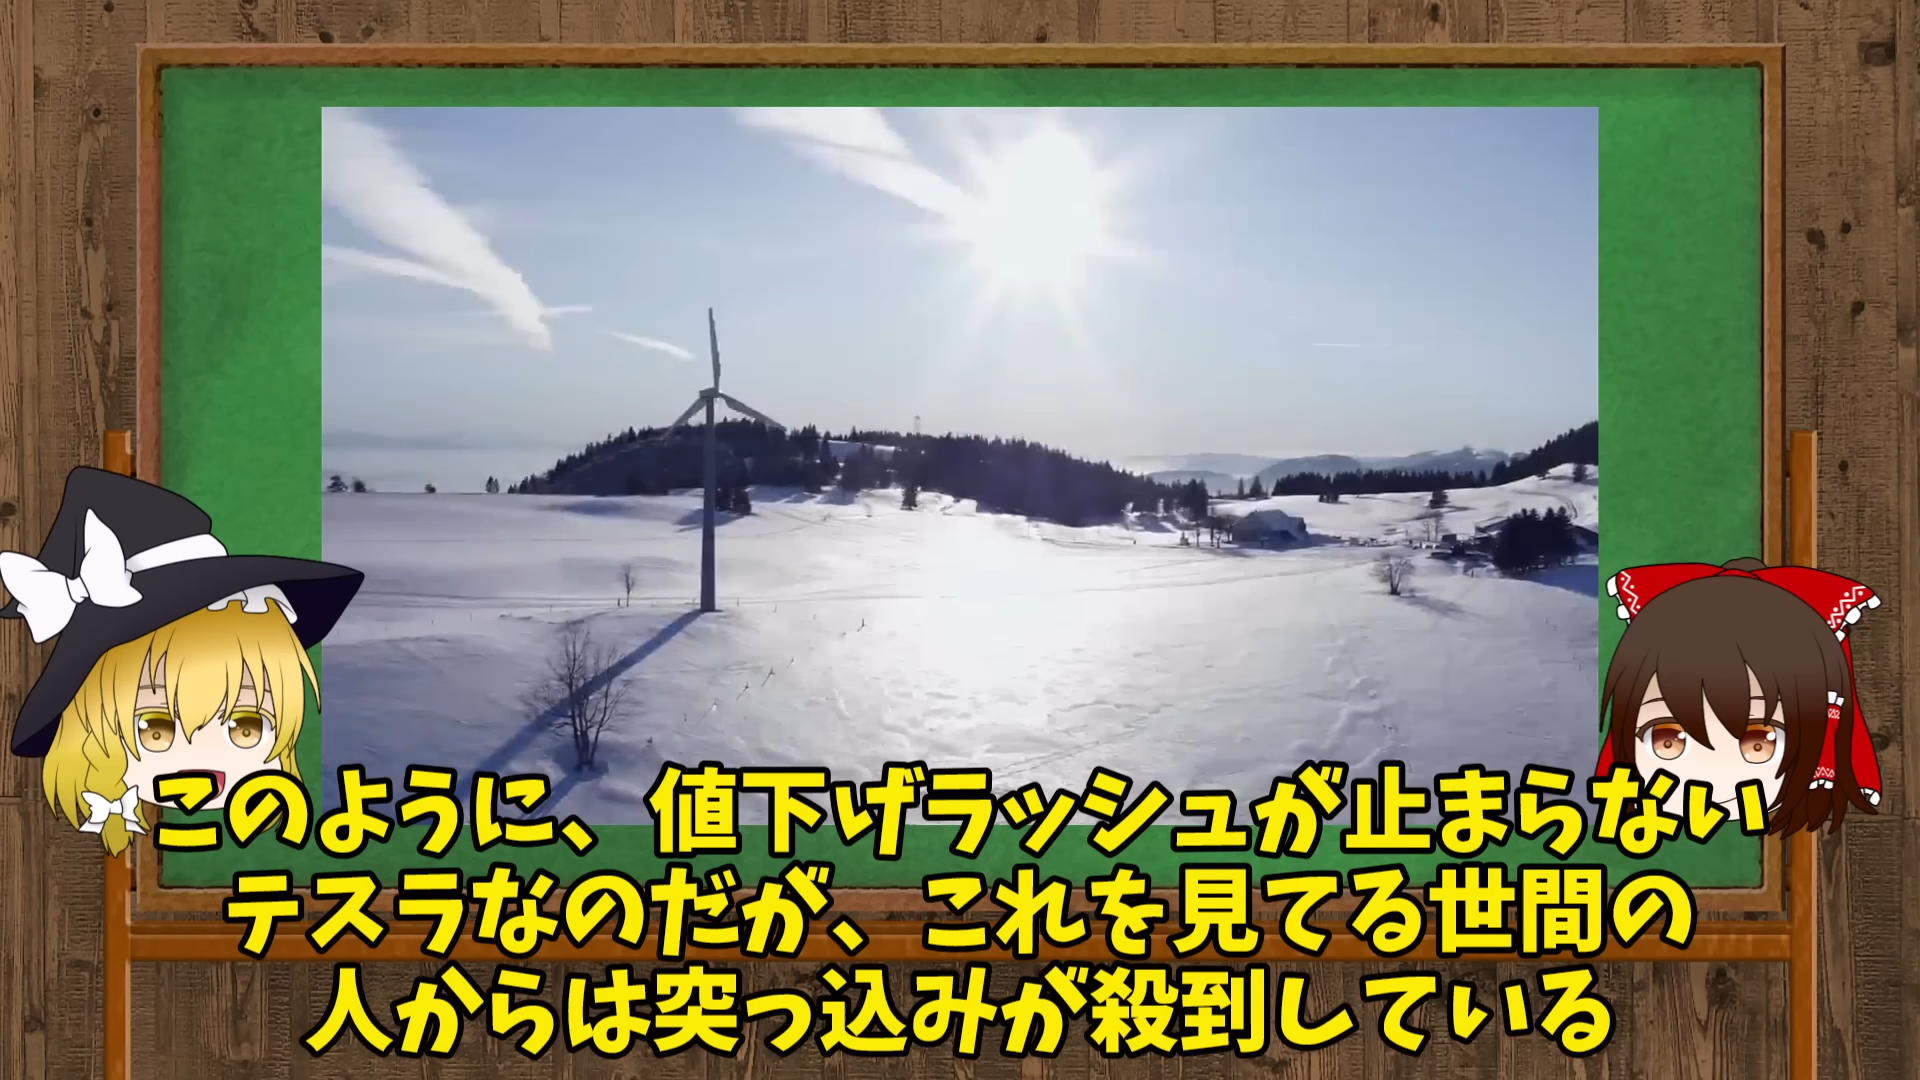 このように、値下げラッシュが止まらない
テスラなのだが、これを見てる世間の
人からは突っ込みが殺到している